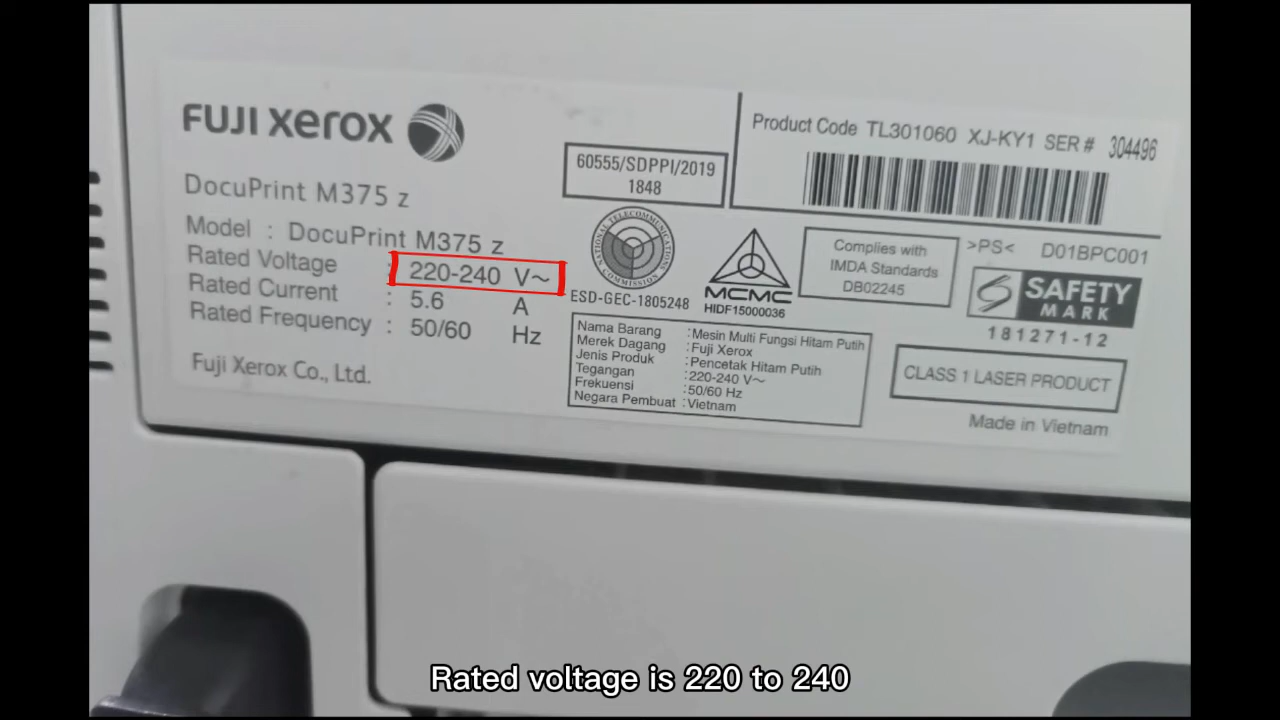 FUJI xerox
DocuPrint M375 z
Model : DocuPrint M375 z
Rated Voltage : 220-240 V～
Rated Current : 5.6 A
Rated Frequency : 50/60 Hz
Fuji Xerox Co., Ltd.
60555/SDPPI/2019
1848
NATIONAL TELECOMMUNICATIONS COMMISSION
ESD-GEC-1805248
MCMC
HIDF15000036
Nama Barang :Mesin Multi Fungsi Hitam Putih
Merek Dagang :Fuji Xerox
Jenis Produk :Pencetak Hitam Putih
Tegangan :220-240 V～
Frekuensi :50/60 Hz
Negara Pembuat :Vietnam
Product Code TL301060 XJ-KY1 SER# 304496
Complies with
IMDA Standards
DB02245
>PS< D01BPC001
SAFETY
MARK
181271-12
CLASS 1 LASER PRODUCT
Made in Vietnam
Rated voltage is 220 to 240